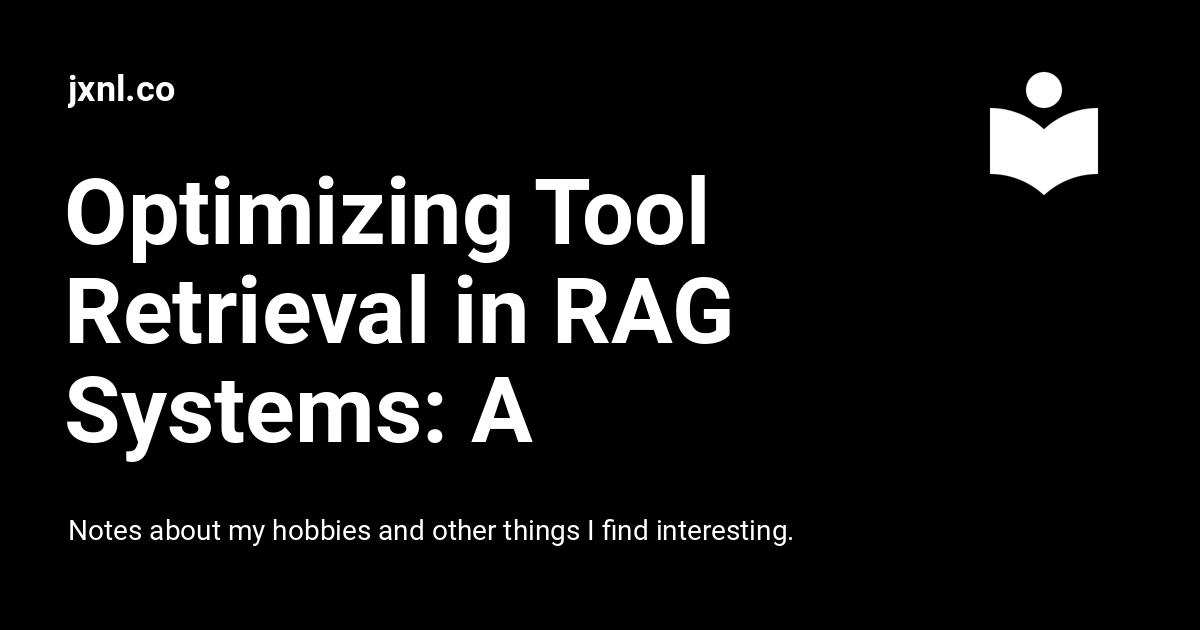 jxnl.co
Optimizing Tool
Retrieval in RAG
Systems: A
Notes about my hobbies and other things I find interesting.